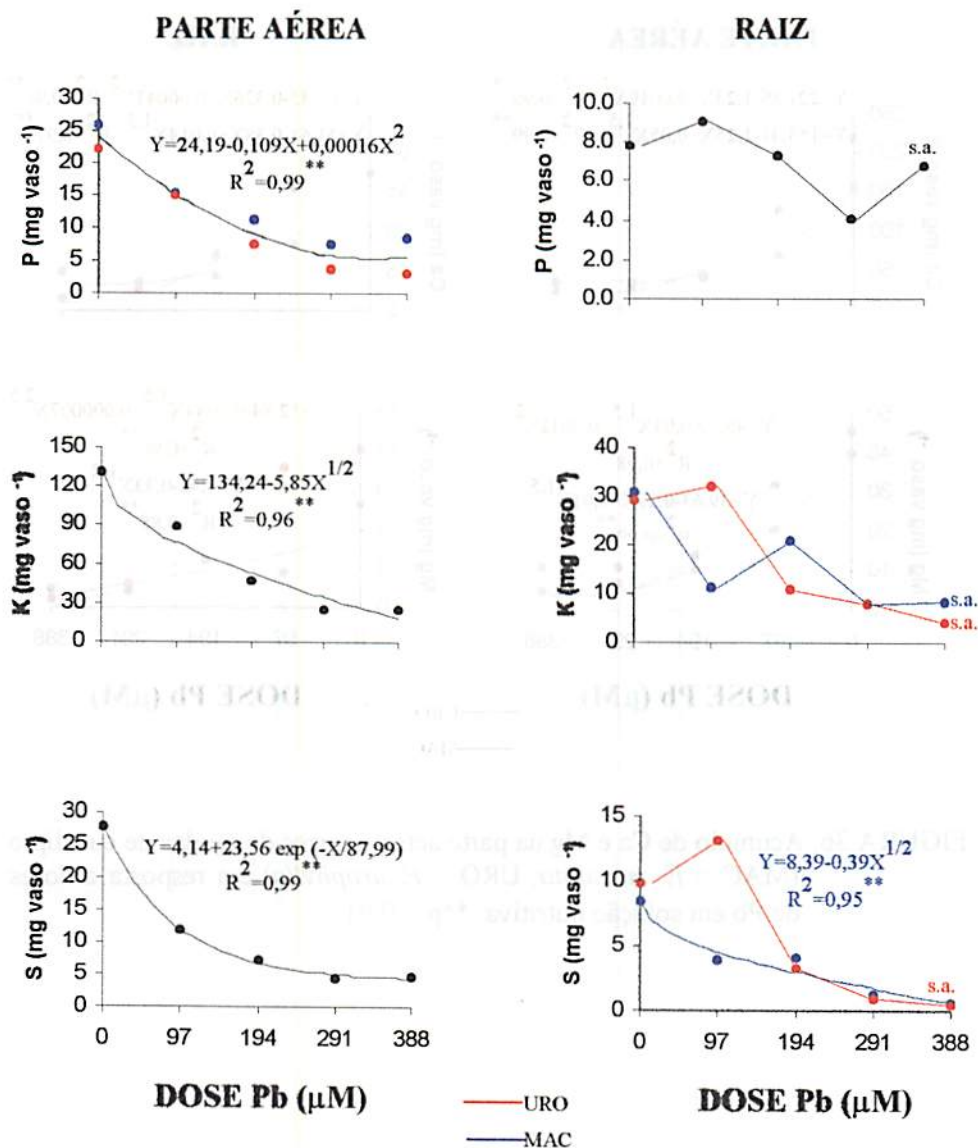 PARTE AÉREA
RAIZ
P (mg vaso -1)
30
25
20
15
10
5
0
Y=24,19-0,109X+0,00016X2
R2=0,99**
P (mg vaso -1)
10.0
8.0
6.0
4.0
2.0
0.0
s.a.
K (mg vaso -1)
150
120
90
60
30
0
Y=134,24-5,85X1/2
R2=0,96**
K (mg vaso -1)
40
30
20
10
0
s.a.
s.a.
S (mg vaso -1)
30
25
20
15
10
5
0
Y=4,14+23,56 exp (-X/87,99)
R2=0,99**
0 97 194 291 388
DOSE Pb (µM)
S (mg vaso -1)
15
10
5
0
Y=8,39-0,39X1/2
R2=0,95**
s.a.
0 97 194 291 388
DOSE Pb (µM)
URO
MAC